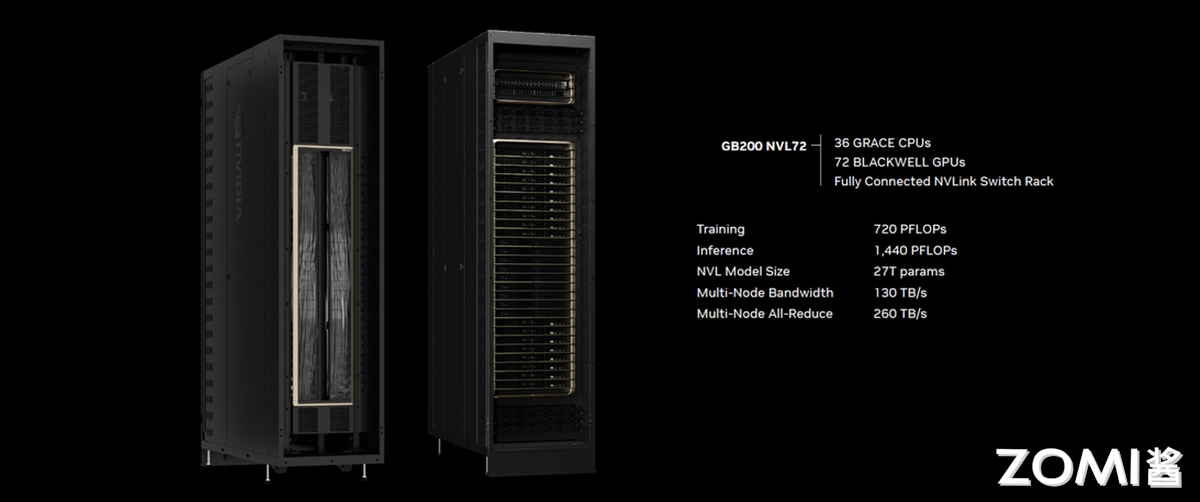 NVIDIA
GB200 NVL72
36 GRACE CPUs
72 BLACKWELL GPUs
Fully Connected NVLink Switch Rack
Training 720 PFLOPs
Inference 1,440 PFLOPs
NVL Model Size 27T params
Multi-Node Bandwidth 130 TB/s
Multi-Node All-Reduce 260 TB/s
ZOMI酱